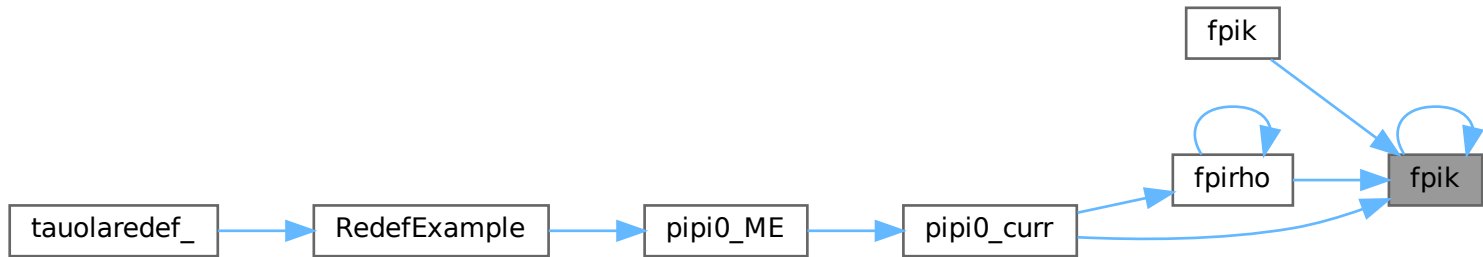 fpik
fpirho
fpik
tauolaredef_
RedefExample
pipi0_ME
pipi0_curr